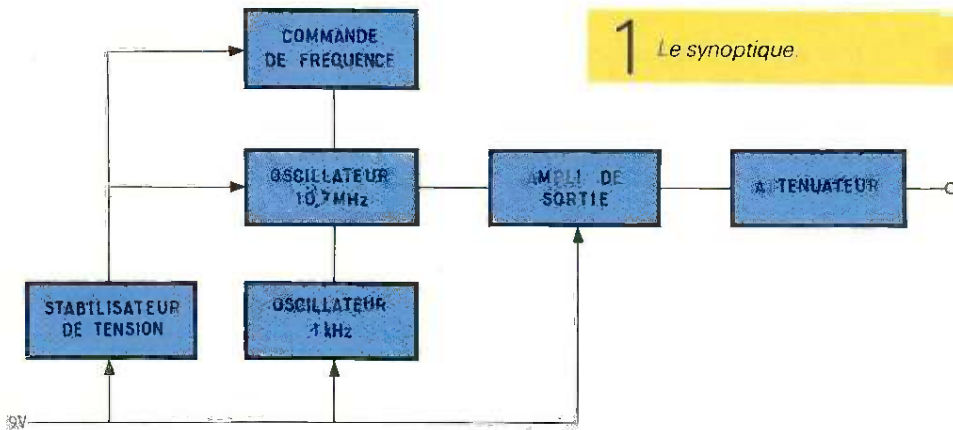 COMMANDE
DE FREQUENCE
1 Le synoptique.
OSCILLATEUR
10,7MHz
AMPLI DE
SORTIE
ATTENUATEUR
STABILISATEUR
DE TENSION
OSCILLATEUR
1 kHz
9V